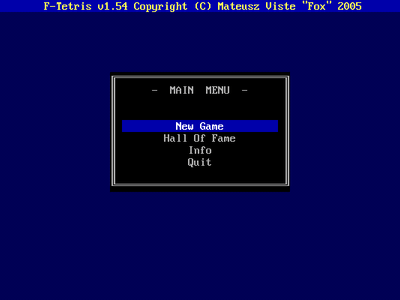 F-Tetris v1.54 Copyright (C) Mateusz Viste "Fox" 2005
- MAIN MENU -
New Game
Hall Of Fame
Info
Quit